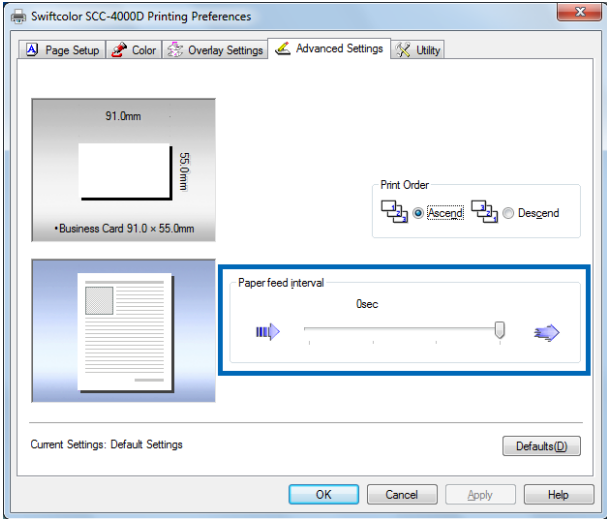 Swiftcolor SCC-4000D Printing Preferences
Page Setup Color Overlay Settings Advanced Settings Utility
91.0mm
55.0mm
•Business Card 91.0 × 55.0mm
Print Order
Ascend Descend
Paper feed interval
0sec
Current Settings: Default Settings
Defaults(D)
OK Cancel Apply Help